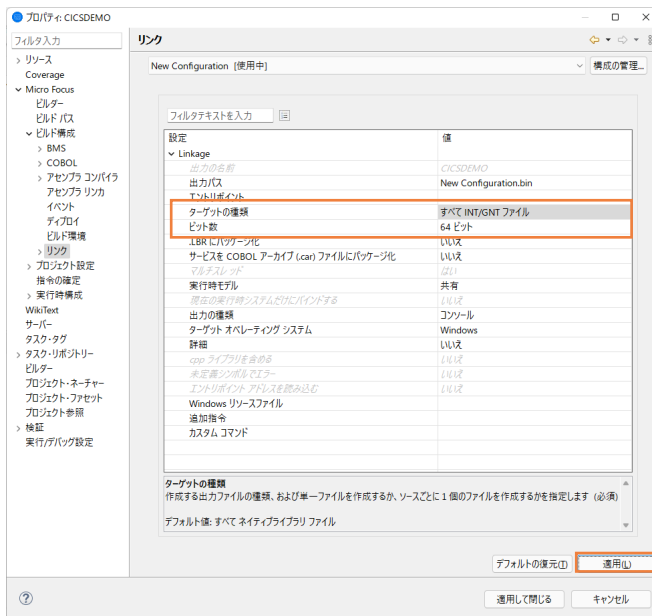 プロパティ: CICSDEMO
フィルタ入力
リソース
Coverage
Micro Focus
ビルダー
ビルド パス
ビルド構成
BMS
COBOL
アセンブラ コンパイラ
アセンブラ リンカ
イベント
ディプロイ
ビルド環境
リンク
プロジェクト設定
指令の確定
実行時構成
WikiText
サーバー
タスク・タグ
タスク・リポジトリー
ビルダー
プロジェクト・ネーチャー
プロジェクト・ファセット
プロジェクト参照
検証
実行/デバッグ設定
リンク
New Configuration [使用中]
構成の管理...
フィルタテキストを入力
設定 値
Linkage
出力の名前 CICSDEMO
出力パス New Configuration.bin
エントリポイント
ターゲットの種類 すべて INT/GNT ファイル
ビット数 64 ビット
.LBR にパッケージ化 いいえ
サービスを COBOL アーカイブ (.car) ファイルにパッケージ化 いいえ
マルチスレッド はい
実行時モデル 共有
現在の実行時システムだけにバインドする いいえ
出力の種類 コンソール
ターゲット オペレーティング システム Windows
詳細 いいえ
cpp ライブラリを含める いいえ
未定義シンボルでエラー いいえ
エントリポイント アドレスを読み込む いいえ
Windows リソースファイル
追加指令
カスタム コマンド
ターゲットの種類
作成する出力ファイルの種類、および単一ファイルを作成するか、ソースごとに 1 個のファイルを作成するかを指定します (必須)
デフォルト値: すべて ネイティブライブラリ ファイル
デフォルトの復元(T)
適用(L)
適用して閉じる
キャンセル